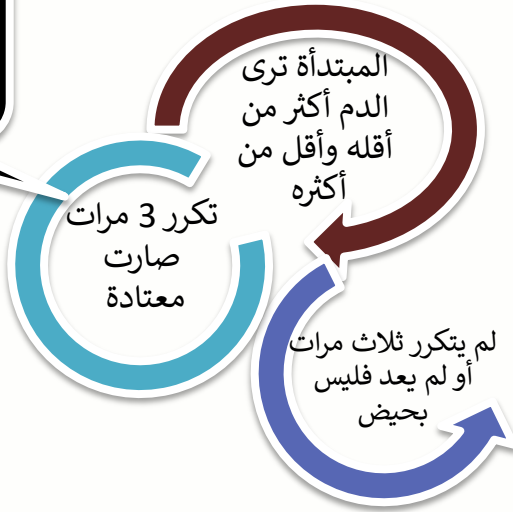 المبتدأة ترى
الدم أكثر من
أقله وأقل من
أكثره
تكرر 3 مرات
صارت
معتادة
لم يتكرر ثلاث مرات
أو لم يعد فليس
بحيض